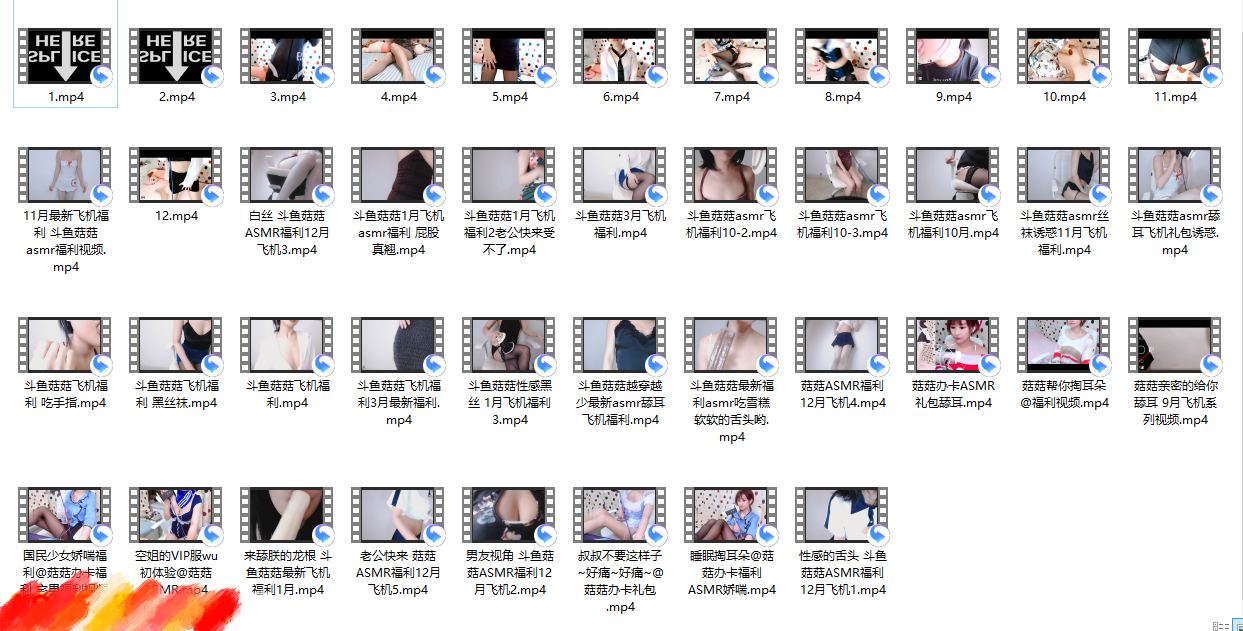 HE RE
SPL ICE
1.mp4
HE RE
SPL ICE
2.mp4
3.mp4
4.mp4
5.mp4
6.mp4
7.mp4
8.mp4
9.mp4
10.mp4
11.mp4
11月最新飞机福
利 斗鱼菇菇
asmr福利视频.
mp4
12.mp4
白丝 斗鱼菇菇
ASMR福利12月
飞机3.mp4
斗鱼菇菇1月飞机
asmr福利 屁股
真翘.mp4
斗鱼菇菇1月飞机
福利2老公快来受
不了.mp4
斗鱼菇菇3月飞机
福利.mp4
斗鱼菇菇asmr飞
机福利10-2.mp4
斗鱼菇菇asmr飞
机福利10-3.mp4
斗鱼菇菇asmr飞
机福利10月.mp4
斗鱼菇菇asmr丝
袜诱惑11月飞机
福利.mp4
斗鱼菇菇asmr舔
耳飞机礼包诱惑.
mp4
斗鱼菇菇飞机福
利 吃手指.mp4
斗鱼菇菇飞机福
利 黑丝袜.mp4
斗鱼菇菇飞机福
利.mp4
斗鱼菇菇飞机福
利3月最新福利.
mp4
斗鱼菇菇性感黑
丝 1月飞机福利
3.mp4
斗鱼菇菇越穿越
少最新asmr舔耳
飞机福利.mp4
斗鱼菇菇最新福
利asmr吃雪糕
软软的舌头哟.
mp4
菇菇ASMR福利
12月飞机4.mp4
菇菇办卡ASMR
礼包舔耳.mp4
菇菇帮你掏耳朵
@福利视频.mp4
菇菇亲密的给你
舔耳 9月飞机系
列视频.mp4
国民少女娇喘福
利@菇菇办卡福
空姐的VIP服wu
初体验@菇菇
MR.mp4
来舔朕的龙根 斗
鱼菇菇最新飞机
福利1月.mp4
老公快来 菇菇
ASMR福利12月
飞机5.mp4
男友视角 斗鱼菇
菇ASMR福利12
月飞机2.mp4
叔叔不要这样子
~好痛~好痛~@
菇菇办卡礼包
.mp4
睡眠掏耳朵@菇
菇办卡福利
ASMR娇喘.mp4
性感的舌头 斗鱼
菇菇ASMR福利
12月飞机1.mp4